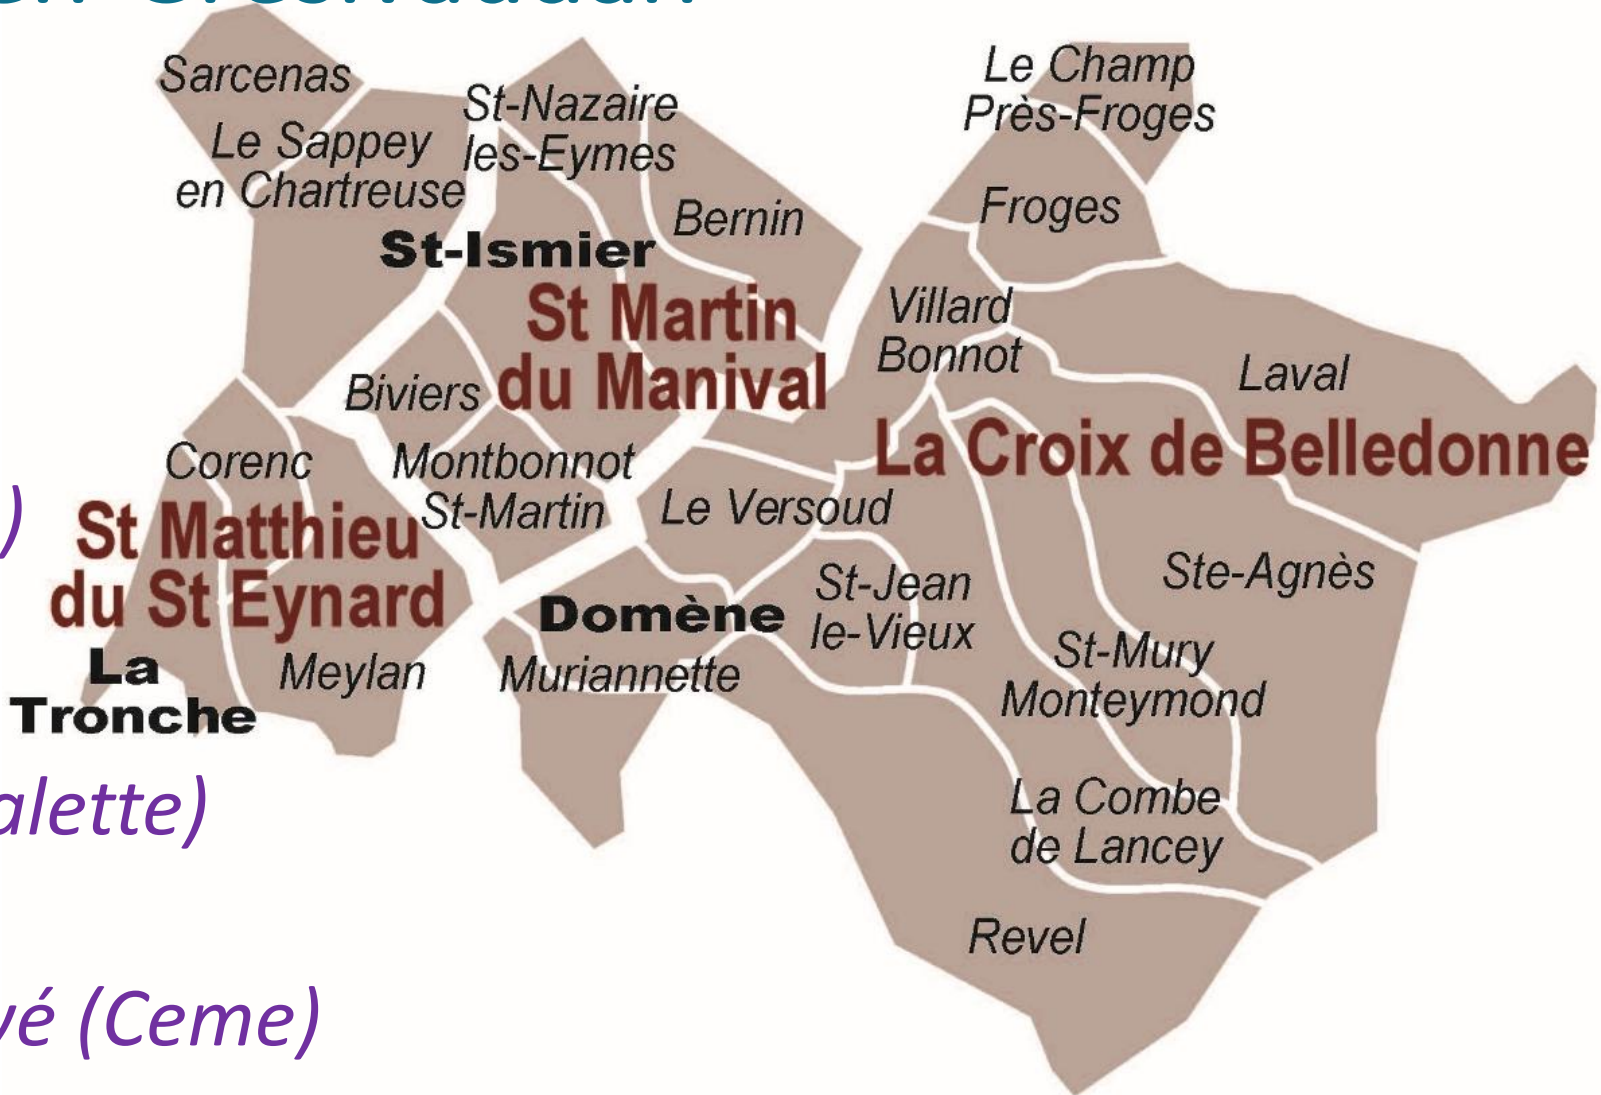 Sarcenas
Le Sappey
en Chartreuse
St-Nazaire
les-Eymes
Bernin
St-Ismier
St Martin
du Manival
Biviers
Montbonnot
St-Martin
Corenc
St Matthieu
du St Eynard
La
Tronche
Meylan
Le Champ
Près-Froges
Froges
Villard
Bonnot
Laval
La Croix de Belledonne
Le Versoud
Domène
Muriannette
St-Jean
le-Vieux
Ste-Agnès
St-Mury
Monteymond
La Combe
de Lancey
Revel
)
alette)
vé (Ceme)